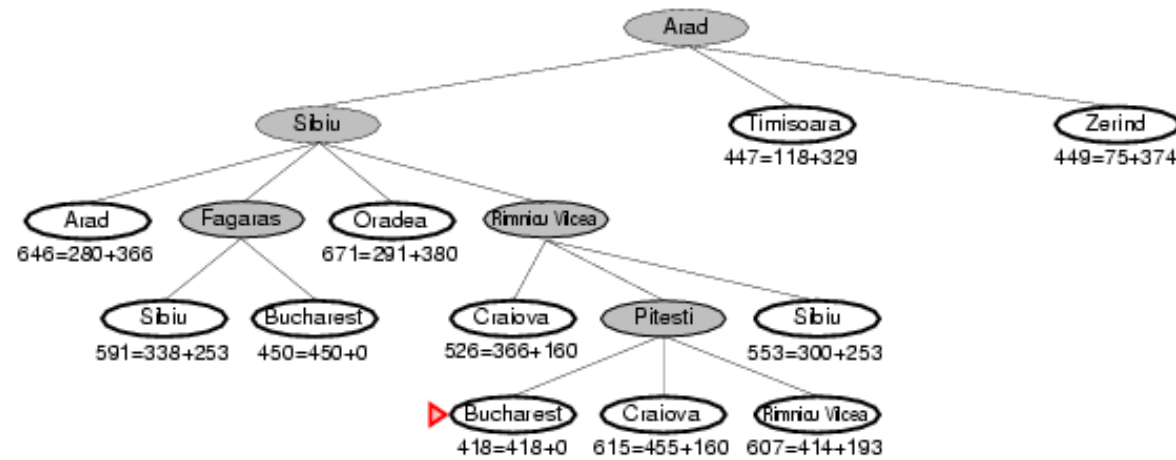 Arad
Sibiu
Timisoara
Zerind
447=118+329
449=75+374
Arad
Fagaras
Oradea
Rimnicu Vilcea
646=280+366
671=291+380
Sibiu
Bucharest
Craiova
Pitesti
Sibiu
591=338+253
450=450+0
526=366+160
553=300+253
Bucharest
Craiova
Rimnicu Vilcea
418=418+0
615=455+160
607=414+193